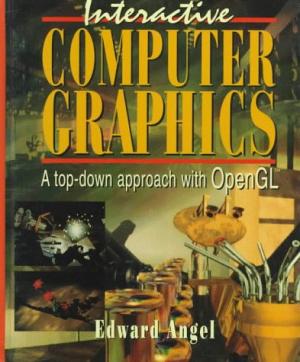 Interactive
COMPUTER
GRAPHICS
A top-down approach with OpenGL
Edward Angel